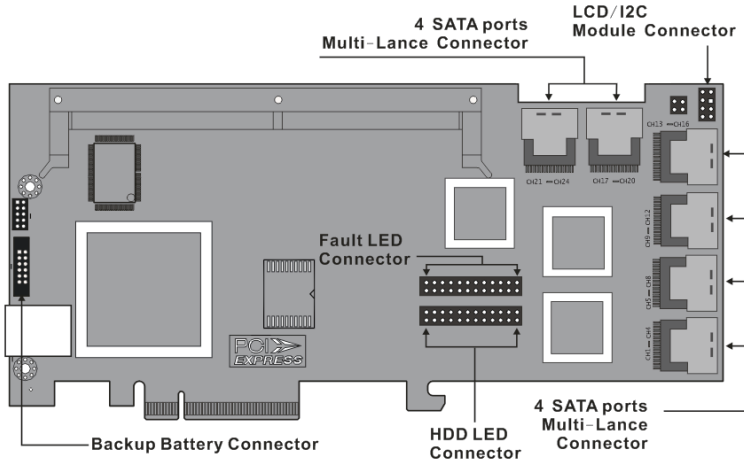 LCD/I2C
Module Connector
4 SATA ports
Multi-Lance Connector
CH13 — CH16
CH21 — CH24
CH17 — CH20
CH9 — CH12
Fault LED
Connector
CH5 — CH8
CH1 — CH4
PCI
EXPRESS
4 SATA ports
Multi-Lance
Connector
HDD LED
Connector
Backup Battery Connector